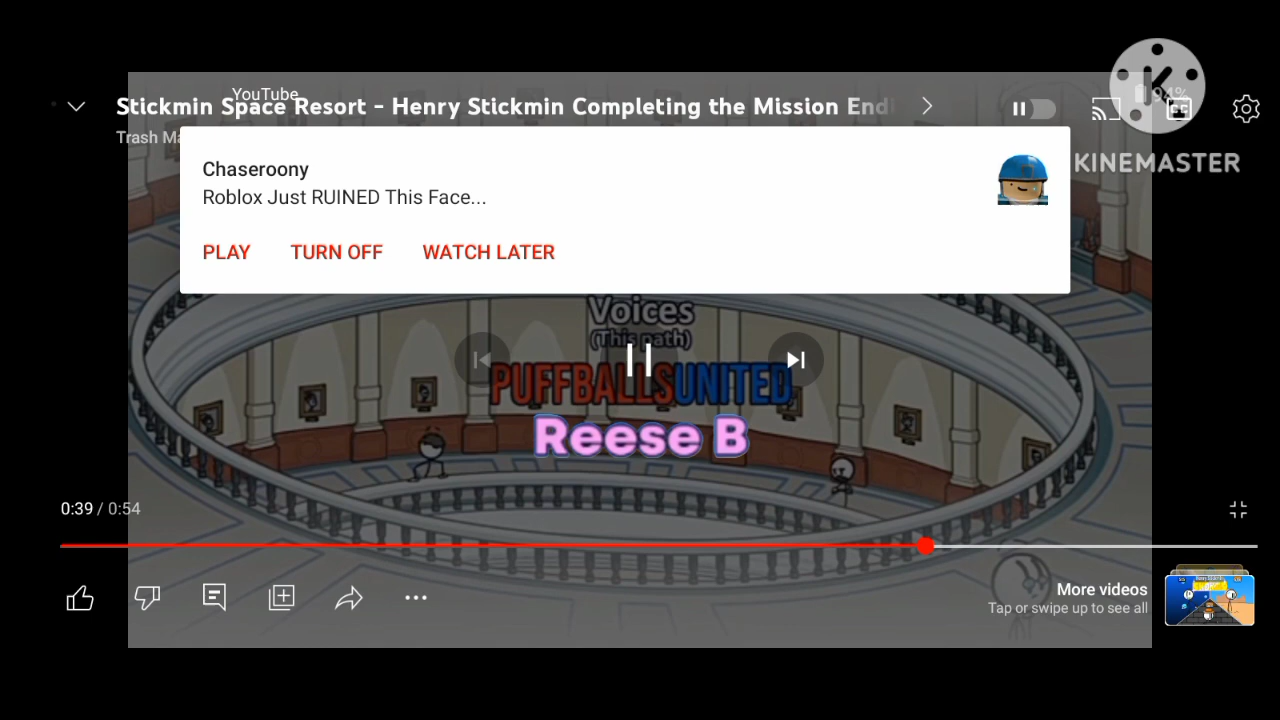 YouTube
Stickmin Space Resort - Henry Stickmin Completing the Mission End
94%
CC
Trash Ma
KINEMASTER
Chaseroony
Roblox Just RUINED This Face...
PLAY TURN OFF WATCH LATER
Voices
(This path)
PUFFBALLSUNITED
Reese B
0:39 / 0:54
More videos
Tap or swipe up to see all